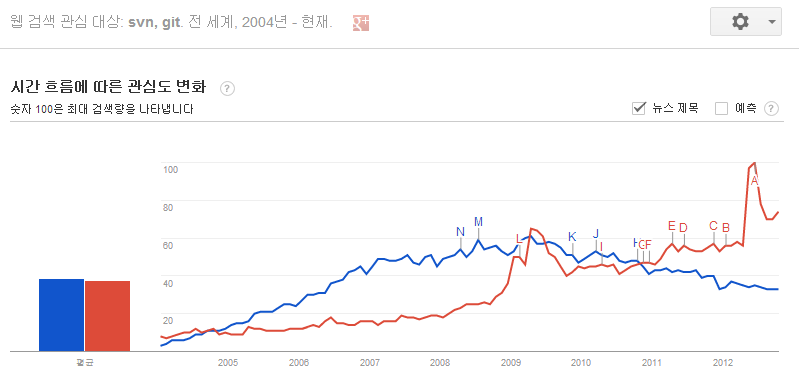 웹 검색 관심 대상: svn, git. 전 세계, 2004년 - 현재.
g+
시간 흐름에 따른 관심도 변화 ?
숫자 100은 최대 검색량을 나타냅니다
뉴스 제목 예측 ?
100
80
60
40
20
N M L K J I H G F E D C B A
평균 2005 2006 2007 2008 2009 2010 2011 2012